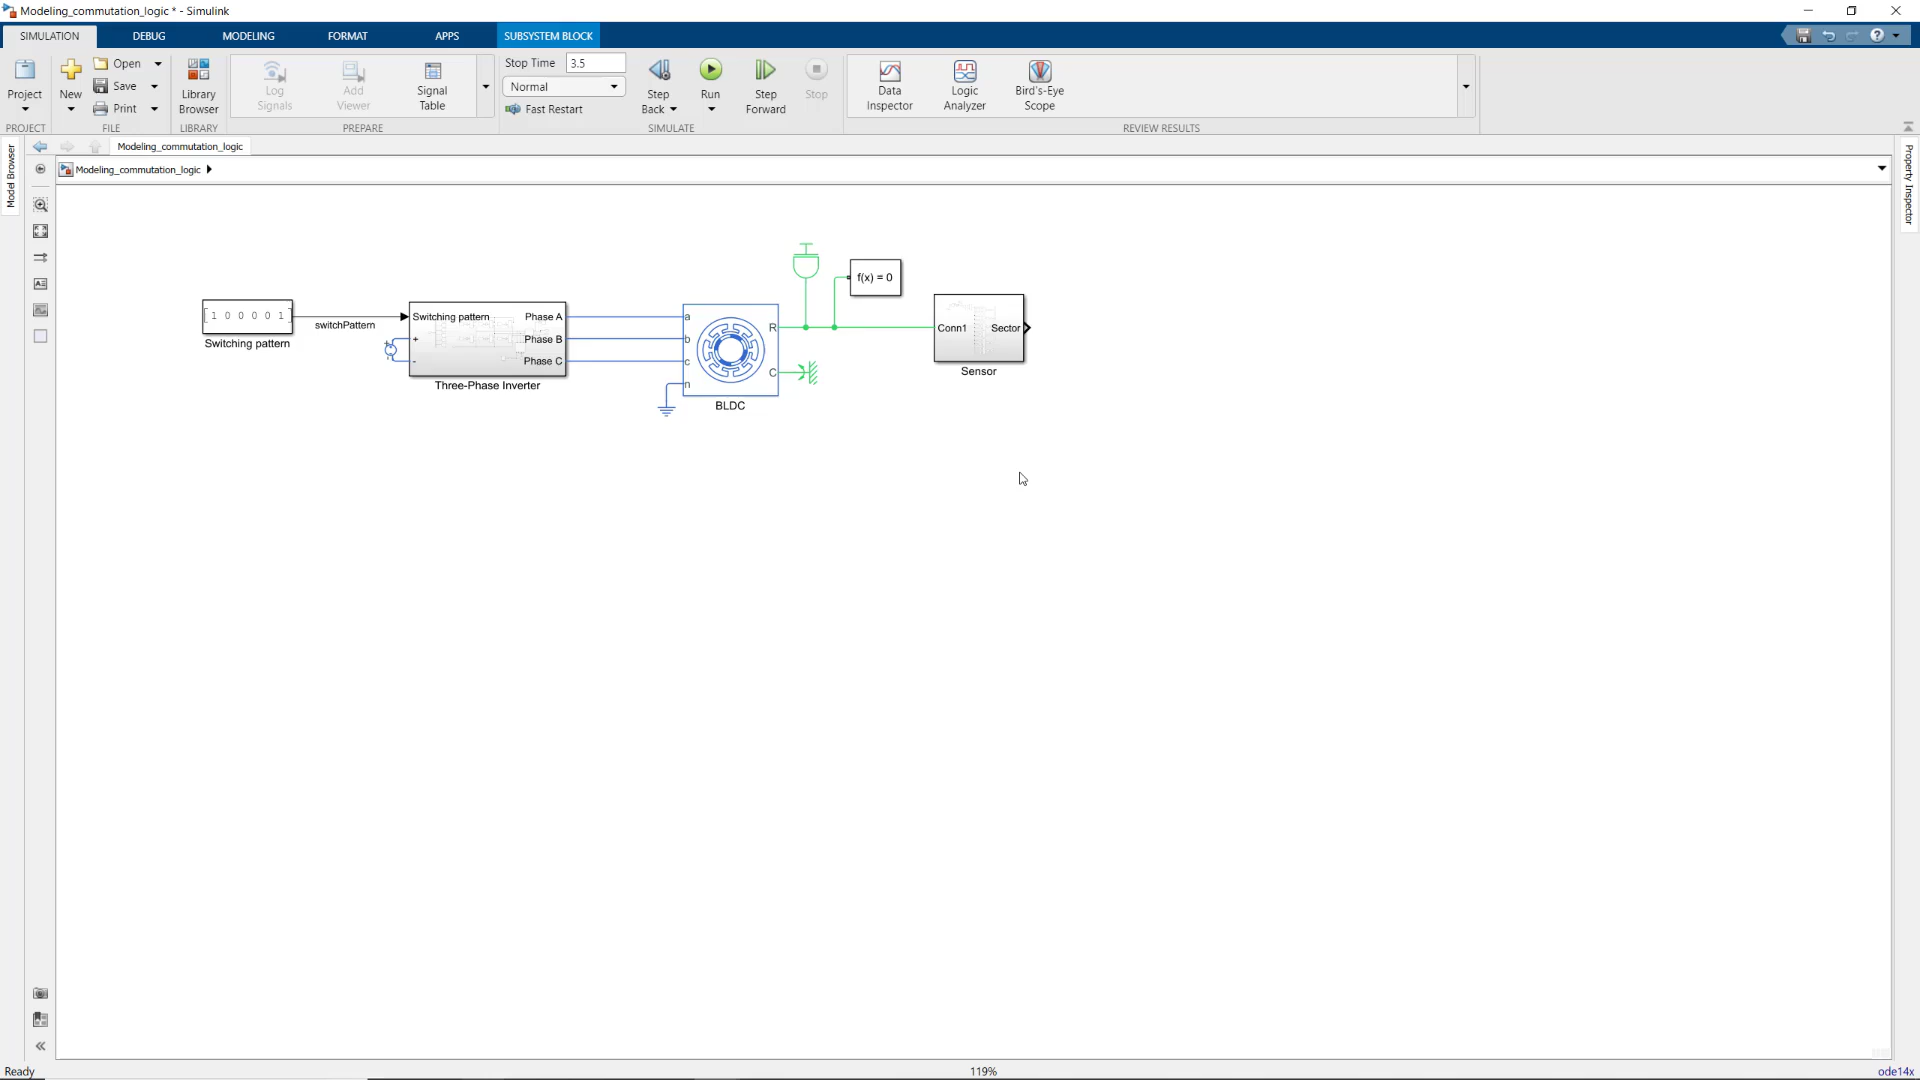 Modeling_commutation_logic * - Simulink
SIMULATION DEBUG MODELING FORMAT APPS SUBSYSTEM BLOCK
Project
PROJECT
New
Open
Save
Print
FILE
Library
Browser
LIBRARY
Log
Signals
Add
Viewer
Signal
Table
PREPARE
Stop Time 3.5
Normal
Fast Restart
Step
Back
Run
Step
Forward
Stop
SIMULATE
Data
Inspector
Logic
Analyzer
Bird's-Eye
Scope
REVIEW RESULTS
Model Browser
Modeling_commutation_logic
Modeling_commutation_logic
Property Inspector
[1 0 0 0 0 1]
Switching pattern
switchPattern
Switching pattern
+
-
Phase A
Phase B
Phase C
Three-Phase Inverter
a
b
c
n
R
C
BLDC
f(x) = 0
Conn1 Sector
Sensor
Ready 119% ode14x